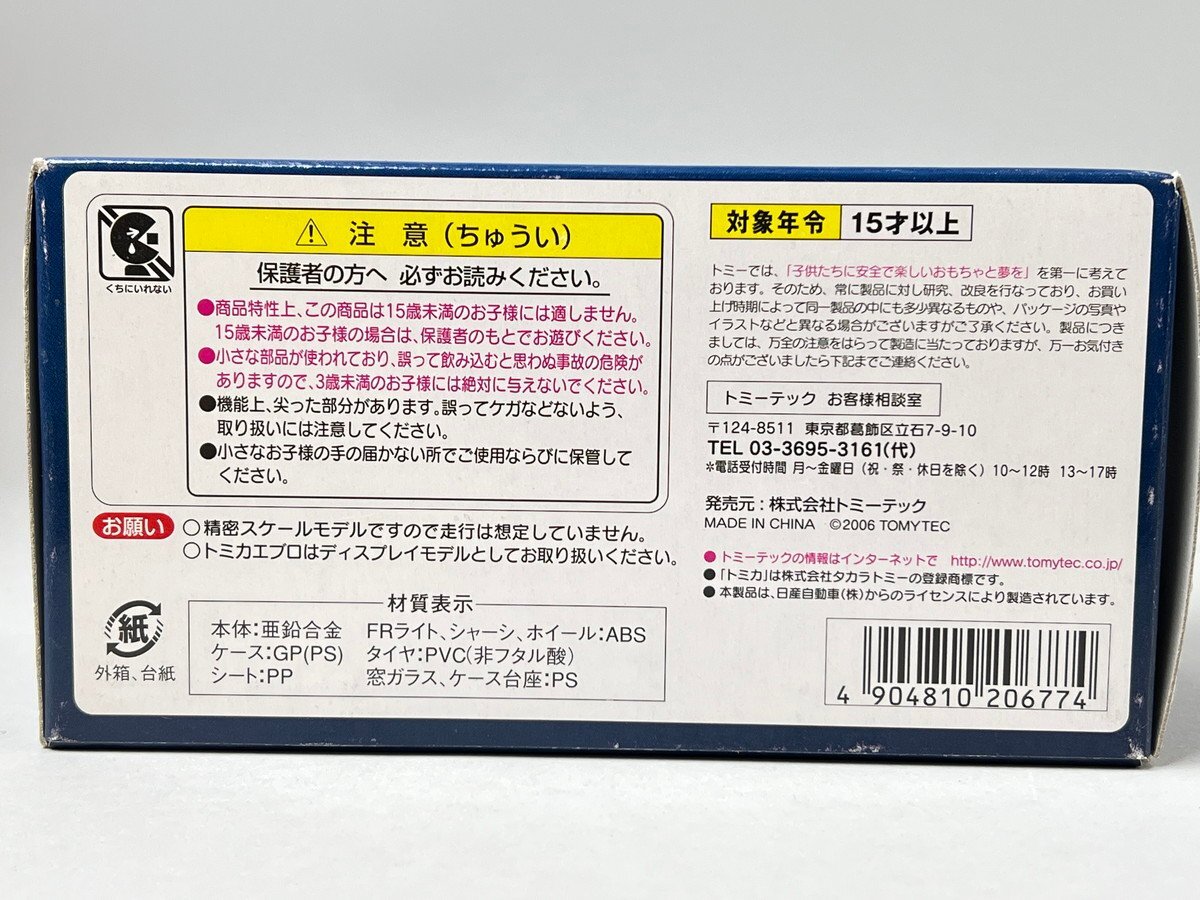 くちにいれない
注 意(ちゅうい)
保護者の方へ 必ずお読みください。
●商品特性上、この商品は15歳未満のお子様には適しません。
15歳未満のお子様の場合は、保護者のもとでお遊びください。
●小さな部品が使われており、誤って飲み込むと思わぬ事故の危険が
ありますので、3歳未満のお子様には絶対に与えないでください。
●機能上、尖った部分があります。誤ってケガなどないよう、
取り扱いには注意してください。
●小さなお子様の手の届かない所でご使用ならびに保管して
ください。
お願い
○精密スケールモデルですので走行は想定していません。
○トミカエブロはディスプレイモデルとしてお取り扱いください。
紙
外箱、台紙
材質表示
本体:亜鉛合金 FRライト、シャーシ、ホイール:ABS
ケース:GP(PS) タイヤ:PVC(非フタル酸)
シート:PP 窓ガラス、ケース台座:PS
対象年令 15才以上
トミーでは、「子供たちに安全で楽しいおもちゃと夢を」を第一に考えて
おります。そのため、常に製品に対し研究、改良を行なっており、お買い
上げ時期によって同一製品の中にも多少異なるものや、パッケージの写真や
イラストなどと異なる場合がございますがご了承ください。製品につき
ましては、万全の注意をはらって製造に当たっておりますが、万一お気付き
の点がございましたら下記までご連絡ください。
トミーテック お客様相談室
〒124-8511 東京都葛飾区立石7-9-10
TEL 03-3695-3161(代)
*電話受付時間 月~金曜日(祝・祭・休日を除く)10~12時 13~17時
発売元:株式会社トミーテック
MADE IN CHINA ©2006 TOMYTEC
●トミーテックの情報はインターネットで http://www.tomytec.co.jp/
●「トミカ」は株式会社タカラトミーの登録商標です。
●本製品は、日産自動車(株)からのライセンスにより製造されています。
4 904810 206774